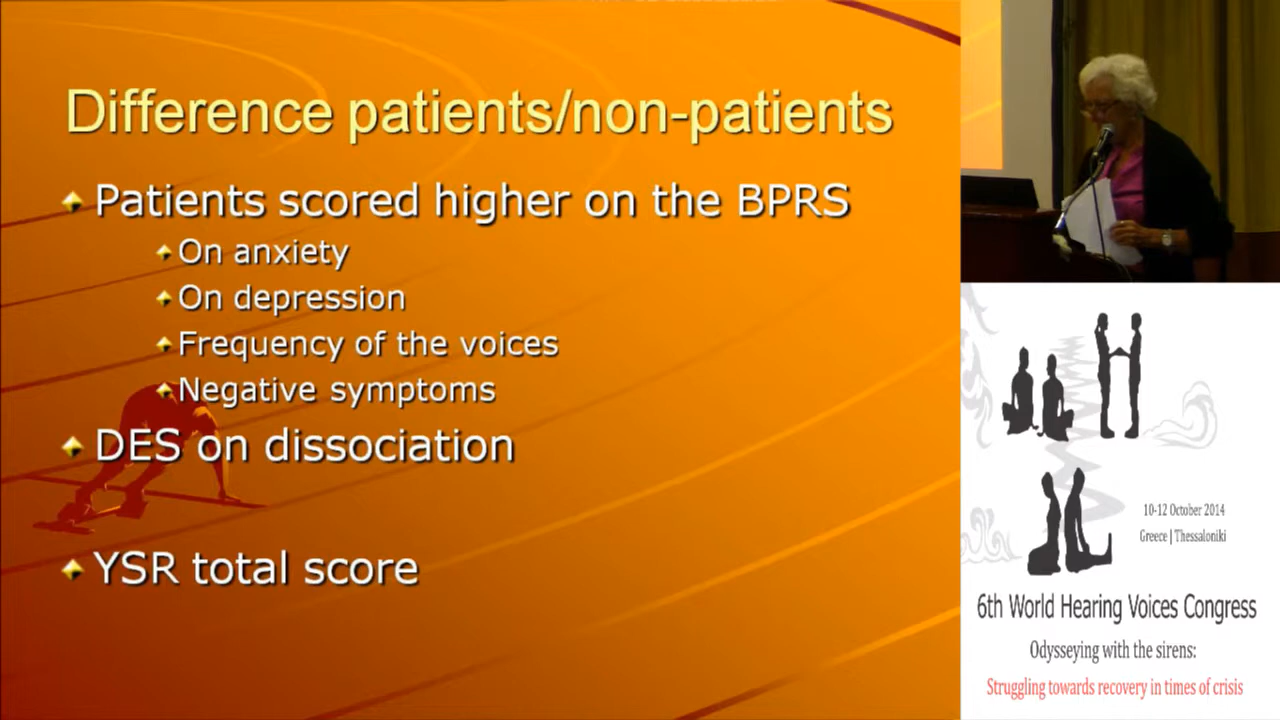 Difference patients/non-patients
Patients scored higher on the BPRS
On anxiety
On depression
Frequency of the voices
Negative symptoms
DES on dissociation
YSR total score
10-12 October 2014
Greece | Thessaloniki
6th World Hearing Voices Congress
Odysseying with the sirens:
Struggling towards recovery in times of crisis